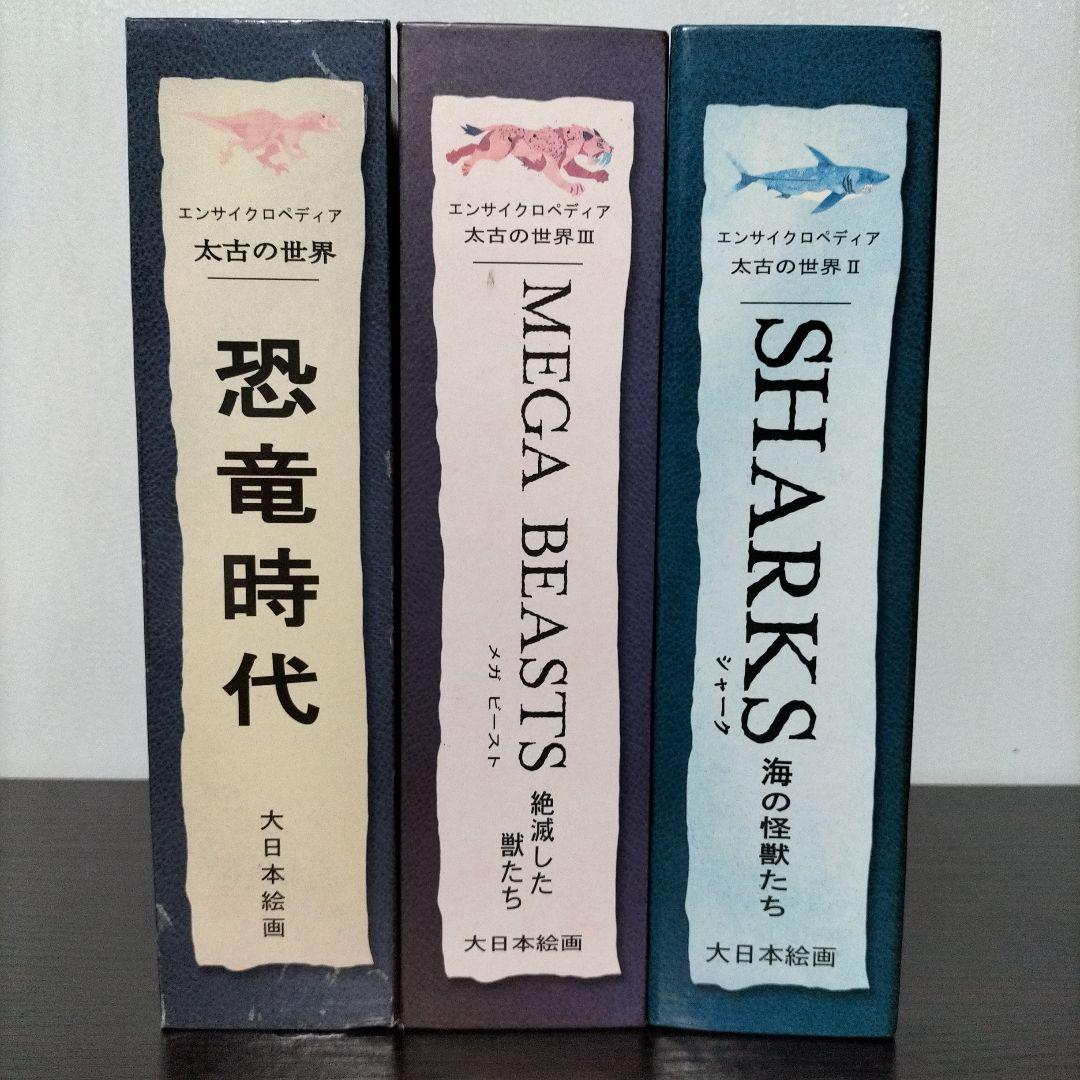 エンサイクロペディア
太古の世界
恐竜時代
大日本絵画
エンサイクロペディア
太古の世界Ⅲ
MEGA BEASTS
メガ ビースト
絶滅した
獣たち
大日本絵画
エンサイクロペディア
太古の世界Ⅱ
SHARKS
シャーク
海の怪獣たち
大日本絵画